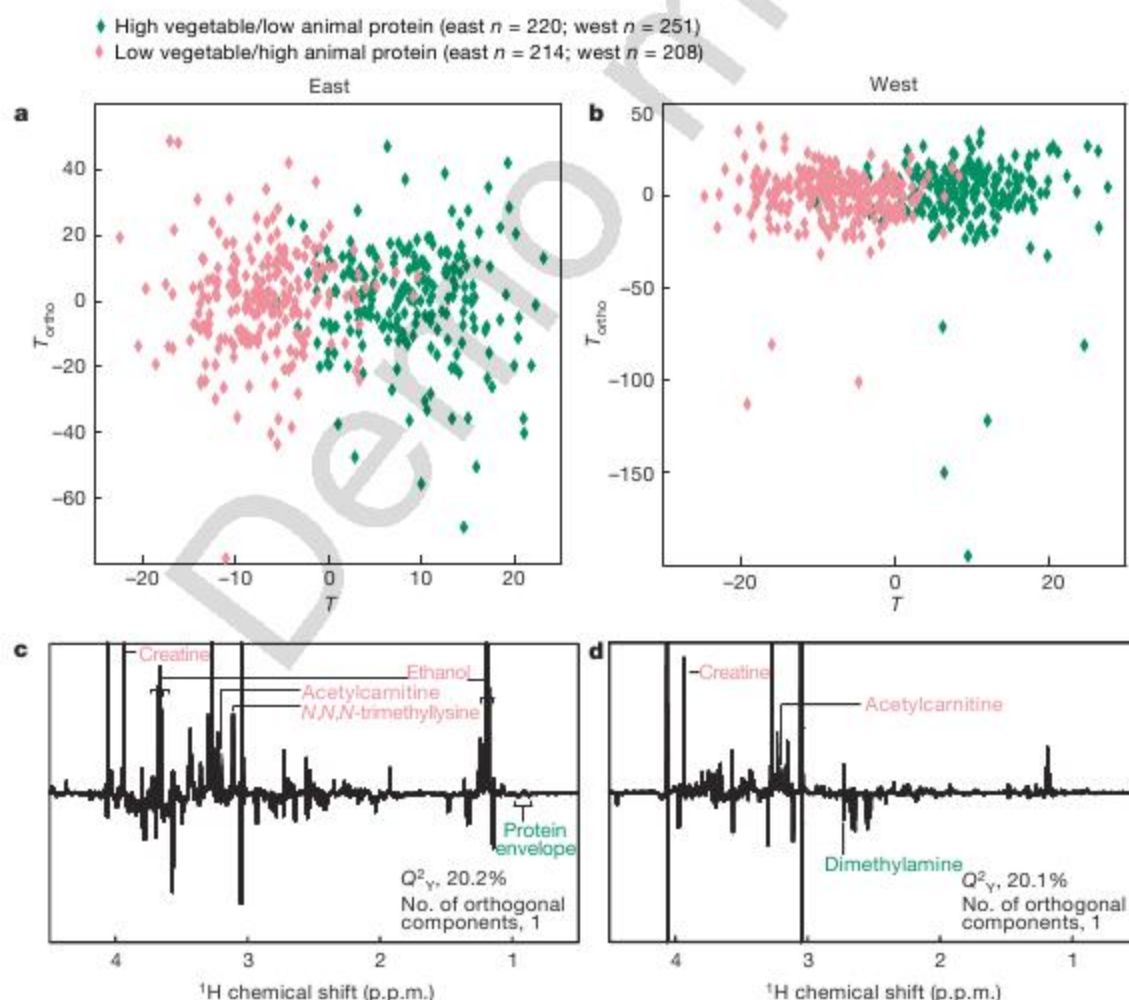 High vegetable/low animal protein (east n = 220; west n = 251)
Low vegetable/high animal protein (east n = 214; west n = 208)
East
West
a
b
40
20
0
−20
−40
−60
Tortho
−20
−10
0
10
20
T
50
0
−50
−100
−150
Tortho
−20
0
20
T
c
Creatine
Ethanol
Acetylcarnitine
N,N,N-trimethyllysine
Protein
envelope
Q²Y, 20.2%
No. of orthogonal
components, 1
4
3
2
1
¹H chemical shift (p.p.m.)
d
Creatine
Acetylcarnitine
Dimethylamine
Q²Y, 20.1%
No. of orthogonal
components, 1
4
3
2
1
¹H chemical shift (p.p.m.)